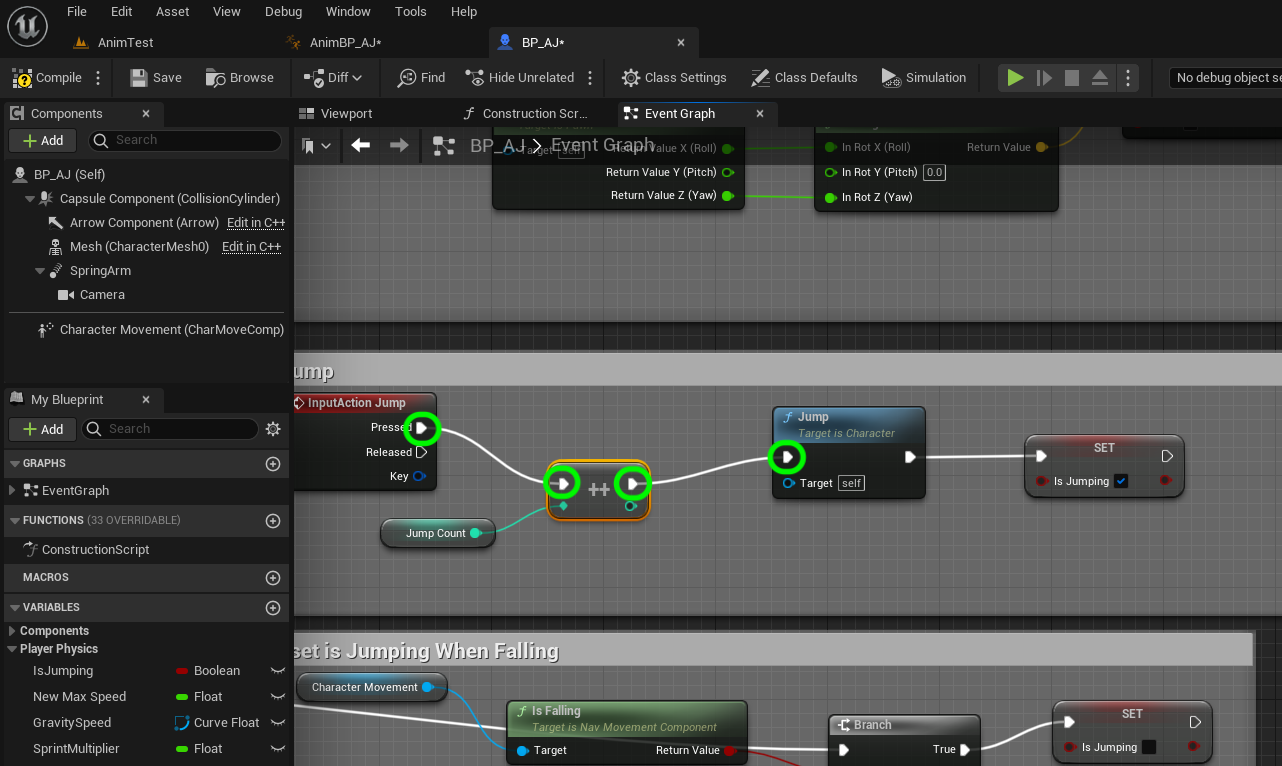 File Edit Asset View Debug Window Tools Help
AnimTest AnimBP_AJ* BP_AJ*
Compile Save Browse Diff Find Hide Unrelated Class Settings Class Defaults Simulation No debug object se
Components Viewport Construction Scr... Event Graph
Add Search
BP_AJ Event Graph
BP_AJ (Self)
Capsule Component (CollisionCylinder)
Arrow Component (Arrow) Edit in C++
Mesh (CharacterMesh0) Edit in C++
SpringArm
Camera
Character Movement (CharMoveComp)
My Blueprint
Add Search
GRAPHS
EventGraph
FUNCTIONS (33 OVERRIDABLE)
ConstructionScript
MACROS
VARIABLES
Components
Player Physics
IsJumping Boolean
New Max Speed Float
GravitySpeed Curve Float
SprintMultiplier Float
Target self Return Value X (Roll)
Return Value Y (Pitch)
Return Value Z (Yaw)
In Rot X (Roll) Return Value
In Rot Y (Pitch) 0.0
In Rot Z (Yaw)
ump
InputAction Jump
Pressed
Released
Key
Jump Count
++
Jump
Target is Character
Target self
SET
Is Jumping
set is Jumping When Falling
Character Movement
Is Falling
Target is Nav Movement Component
Target Return Value
Branch
True
SET
Is Jumping